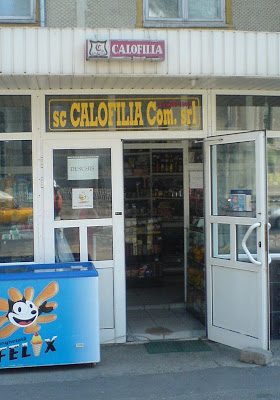 CALOFILIA
sc CALOFILIA Com. srl
DESCHIS
FELIX